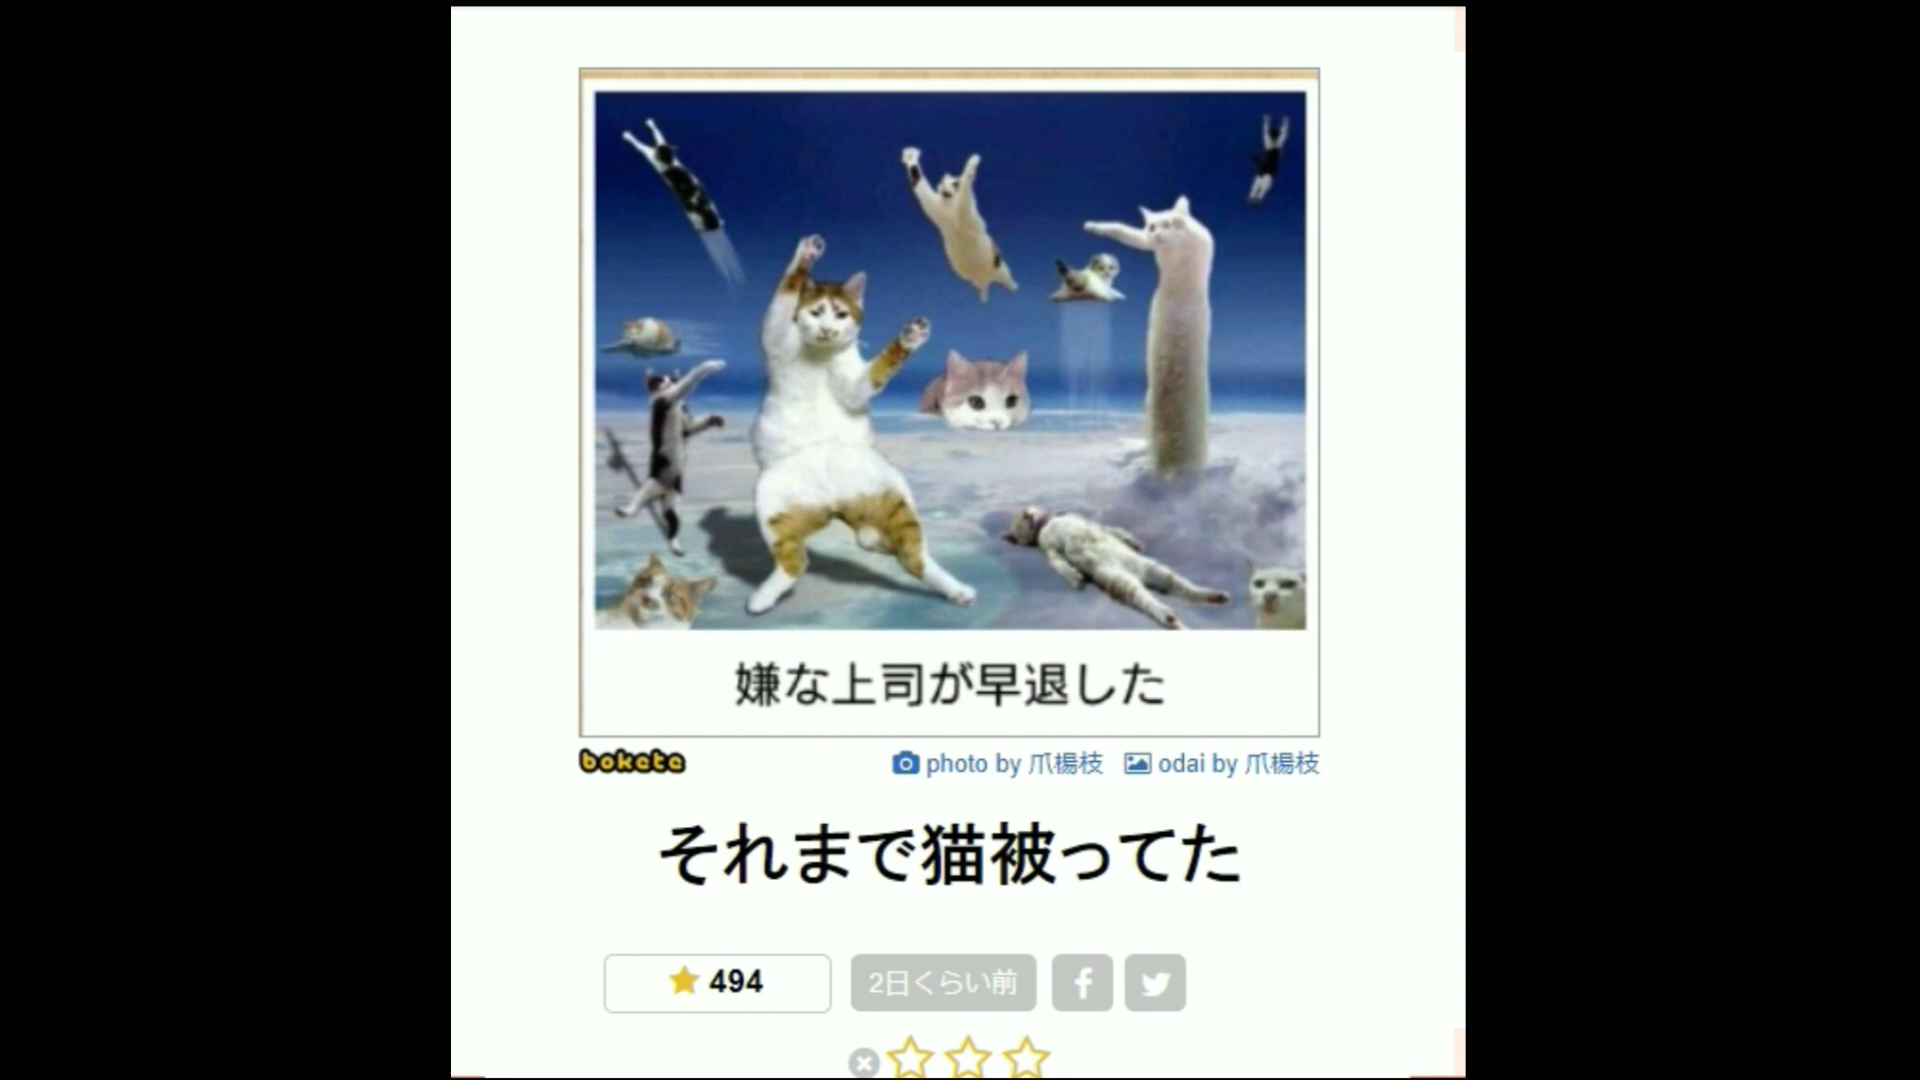 嫌な上司が早退した
bokete photo by 爪楊枝 odai by 爪楊枝
それまで猫被ってた
494 2日くらい前